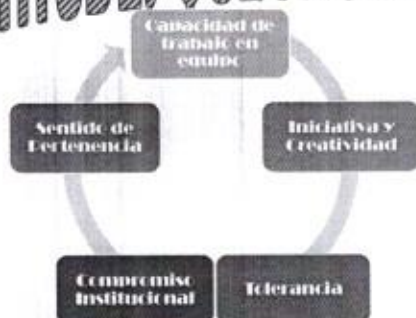 Capacidad de
trabajo en
equipo
Iniciativa y
Creatividad
Tolerancia
Compromiso
Institucional
Sentido de
Pertenencia